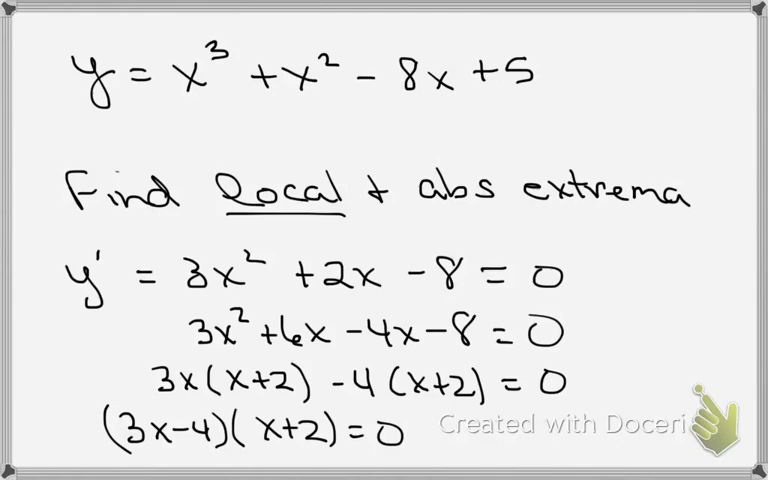 y = x³ + x² - 8x + 5
Find local + abs extrema
y' = 3x² + 2x - 8 = 0
3x² + 6x - 4x - 8 = 0
3x(x+2) - 4(x+2) = 0
(3x-4)(x+2) = 0
Created with Doceri